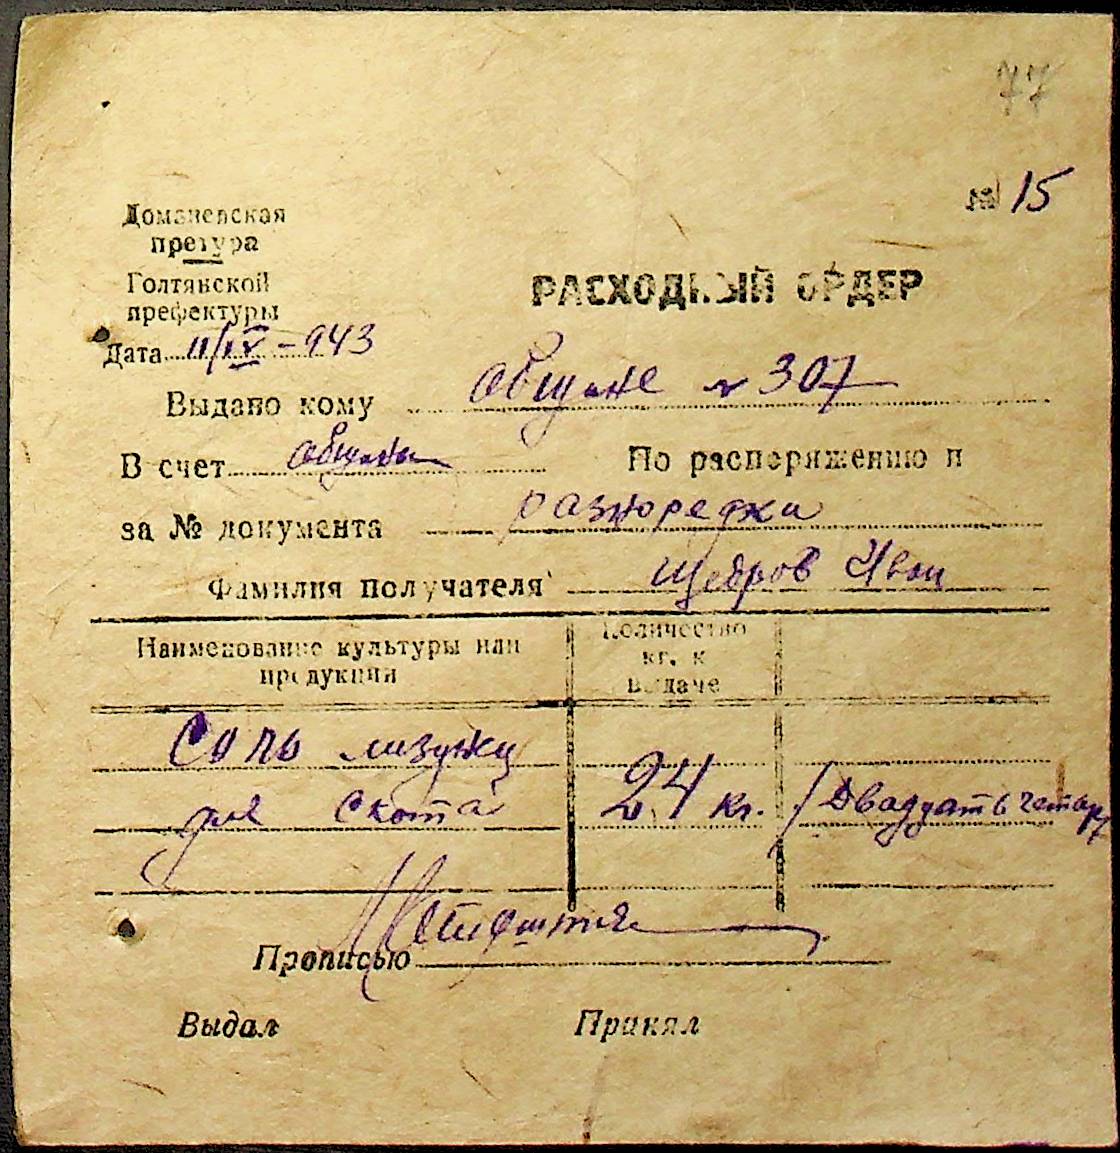 77
№ 15
Доманевская
претура
Голтянской
префектуры
РАСХОДНЫЙ ОРДЕР
Дата 11/IX - 943
Выдано кому общине № 307
В счет общины По распоряжению и
за № документа разнорядки
Фамилия получателя Щедров Иван
Наименование культуры или продукции
Количество кг. к выдаче
Соль лизунку
для скота 24 кг. /Двадцать четыр
Прописью
Выдал Принял